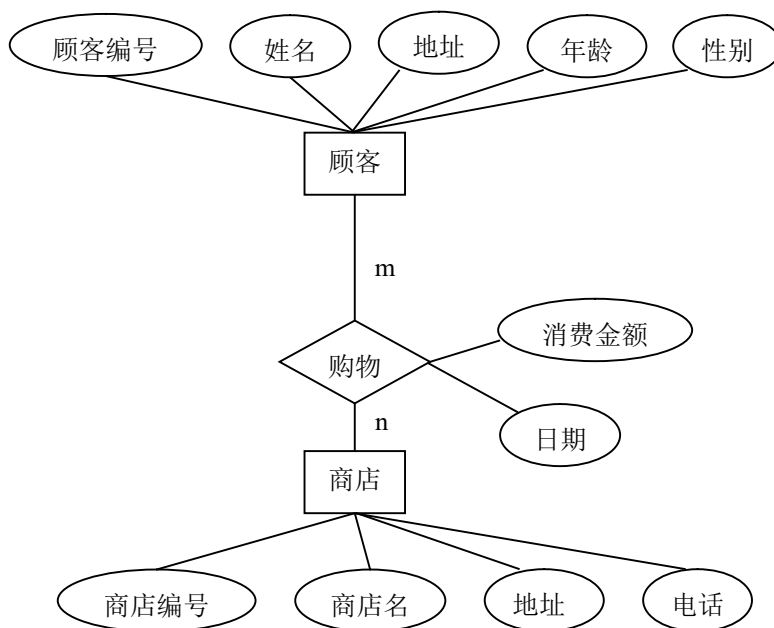 顾客编号 姓名 地址 年龄 性别
顾客
m
消费金额
购物
n
日期
商店
商店编号 商店名 地址 电话